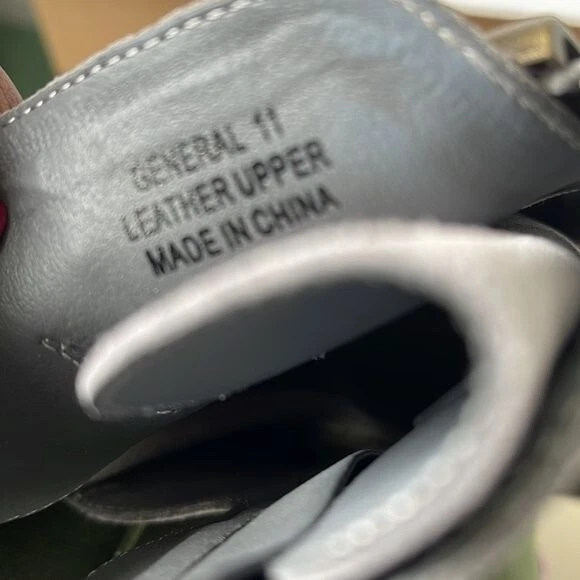 GENERAL 11
LEATHER UPPER
MADE IN CHINA